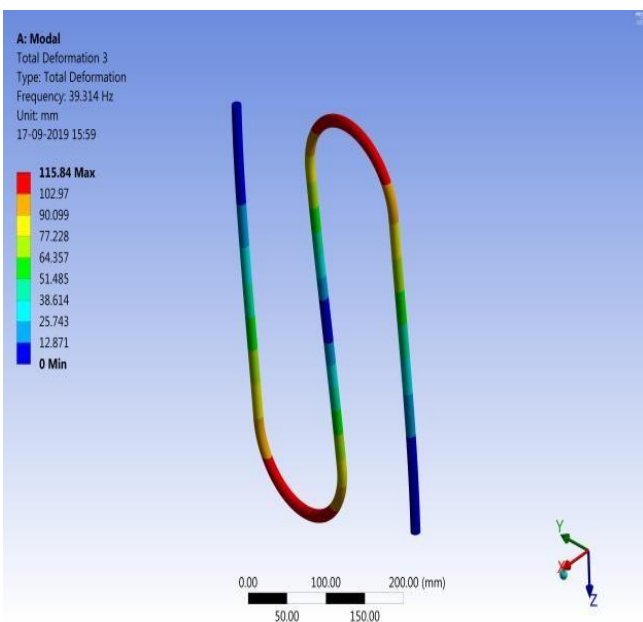 A: Modal
Total Deformation 3
Type: Total Deformation
Frequency: 39.314 Hz
Unit: mm
17-09-2019 15:59
115.84 Max
102.97
90.099
77.228
64.357
51.485
38.614
25.743
12.871
0 Min
0.00 100.00 200.00 (mm)
50.00 150.00
Y
X
Z